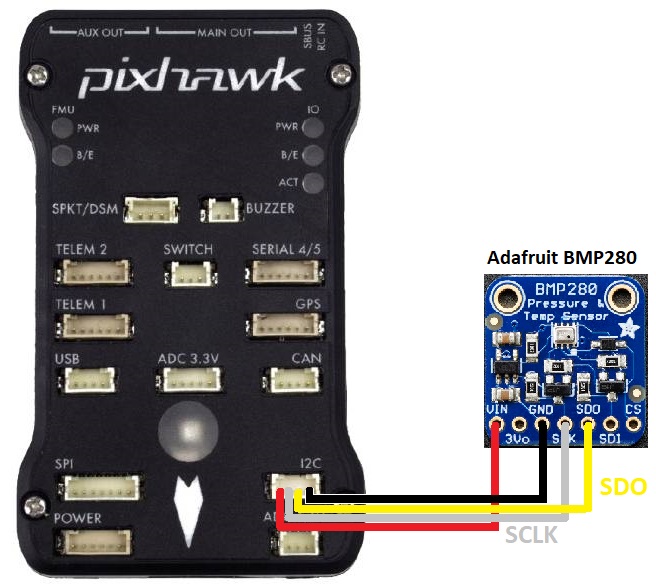 AUX OUT
MAIN OUT
SBUS
RC IN
pixhawk
FMU
IO
PWR
PWR
B/E
B/E
ACT
SPKT/DSM
BUZZER
TELEM 2
SWITCH
SERIAL 4/5
TELEM 1
GPS
USB
ADC 3.3V
CAN
SPI
I2C
POWER
Adafruit BMP280
BMP280
Pressure &
Temp Sensor
VIN
GND
SDO
CS
3Vo
SDI
SDO
SCLK